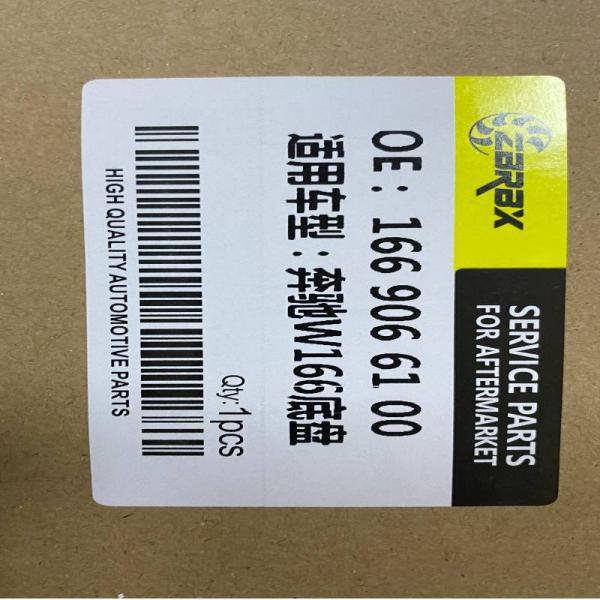 CARAX
SERVICE PARTS
FOR AFTERMARKET
OE: 166 906 61 00
适用车型:奔驰W166底盘
Qty:1pcs
HIGH QUALITY AUTOMOTIVE PARTS